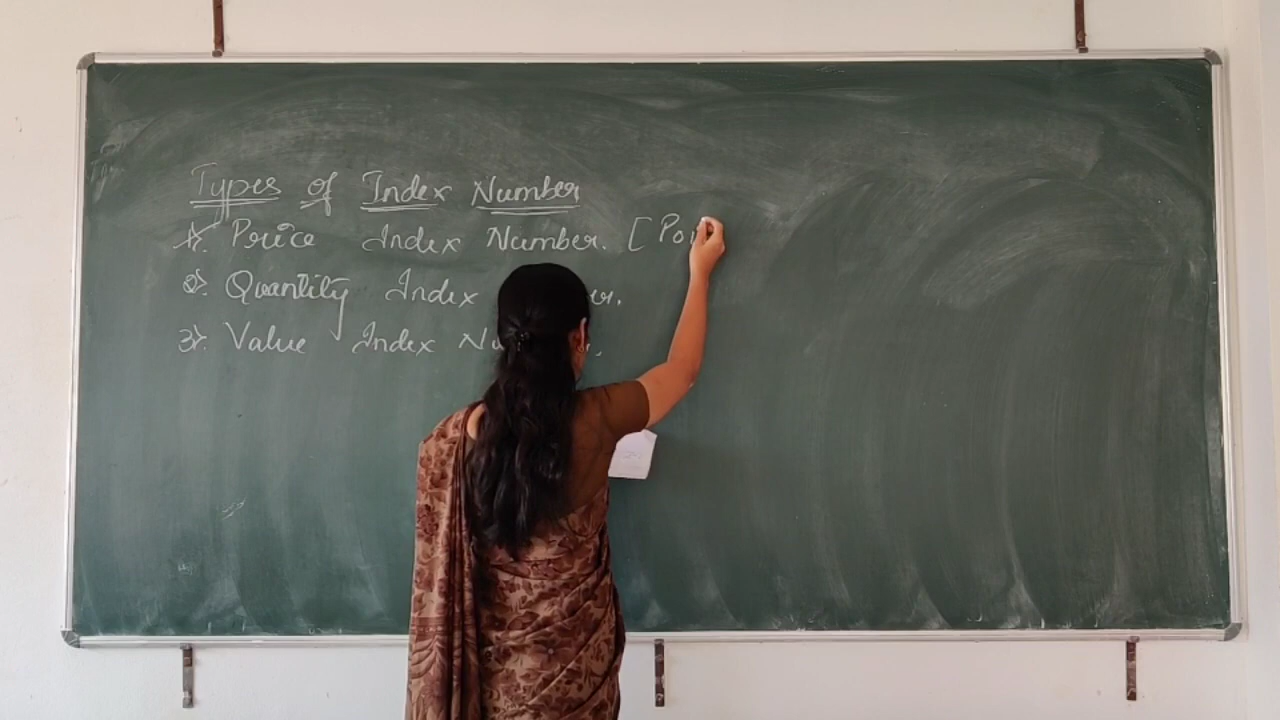 Types of Index Number
1). Price Index Number. [Po
2). Quantity Index
3). Value Index